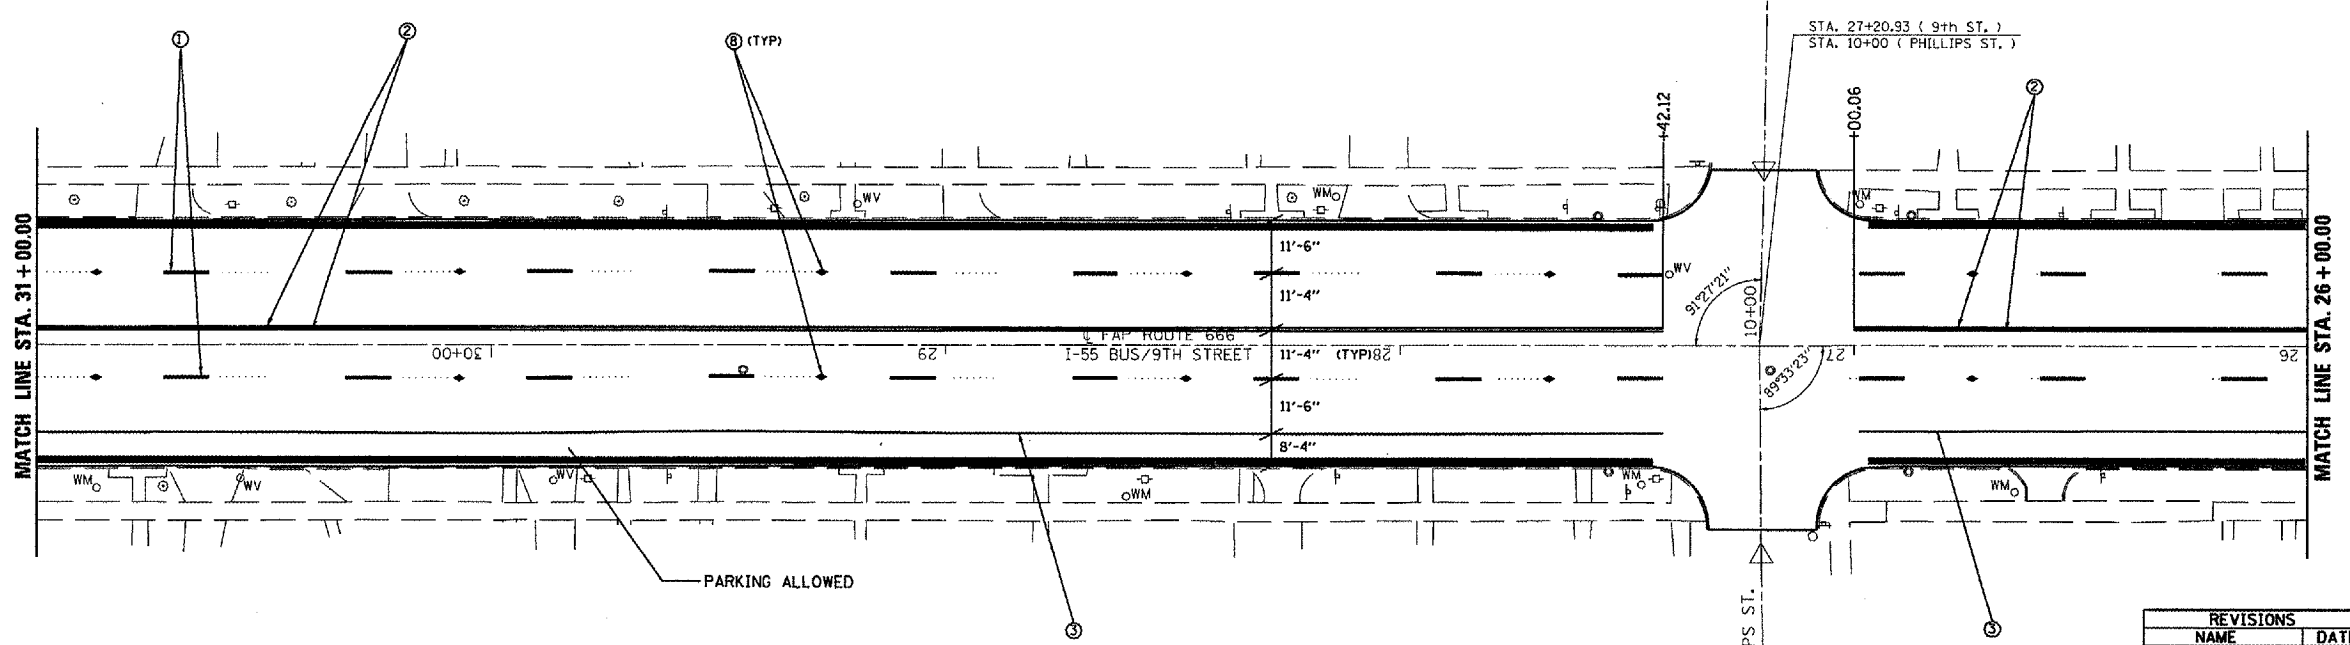 ①
②
⑧ (TYP)
STA. 27+20.93 ( 9th ST. )
STA. 10+00 ( PHILLIPS ST. )
②
+42.12
+00.06
WV
WM
WM
MATCH LINE STA. 31+00.00
MATCH LINE STA. 26+00.00
11'-6"
WV
11'-4"
91°27'21"
10+00
℄ FAP ROUTE 666
30+00
29
I-55 BUS/9TH STREET
11'-4" (TYP)
28
27
26
89°33'23"
11'-6"
8'-4"
WM
WV
WV
WM
WM
WM
PARKING ALLOWED
③
③
PS ST.
REVISIONS
NAME
DAT